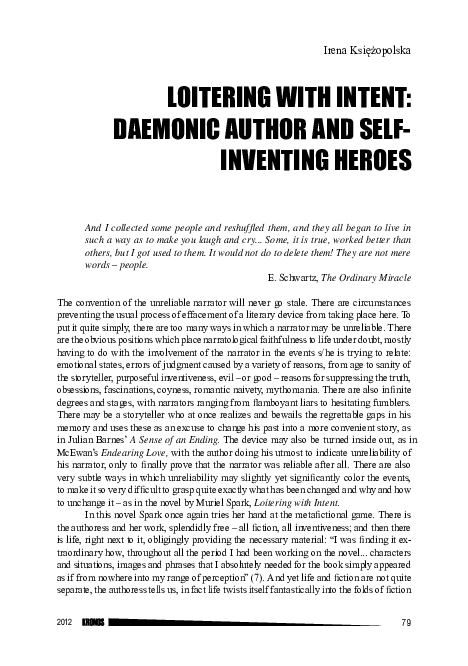 Irena Księżopolska
LOITERING WITH INTENT:
DAEMONIC AUTHOR AND SELF-
INVENTING HEROES
And I collected some people and reshuffled them, and they all began to live in
such a way as to make you laugh and cry... Some, it is true, worked better than
others, but I got used to them. It would not do to delete them! They are not mere
words – people.
E. Schwartz, The Ordinary Miracle
The convention of the unreliable narrator will never go stale. There are circumstances
preventing the usual process of effacement of a literary device from taking place here. To
put it quite simply, there are too many ways in which a narrator may be unreliable. There
are the obvious positions which place narratological faithfulness to life under doubt, mostly
having to do with the involvement of the narrator in the events s/he is trying to relate:
emotional states, errors of judgment caused by a variety of reasons, from age to sanity of
the storyteller, purposeful inventiveness, evil – or good – reasons for suppressing the truth,
obsessions, fascinations, coyness, romantic naivety, mythomania. There are also infinite
degrees and stages, with narrators ranging from flamboyant liars to hesitating fumblers.
There may be a storyteller who at once realizes and bewails the regrettable gaps in his
memory and uses these as an excuse to change his past into a more convenient story, as
in Julian Barnes' A Sense of an Ending. The device may also be turned inside out, as in
McEwan's Endearing Love, with the author doing his utmost to indicate unreliability of
his narrator, only to finally prove that the narrator was reliable after all. There are also
very subtle ways in which unreliability may slightly yet significantly color the events,
to make it so very difficult to grasp quite exactly what has been changed and why and how
to unchange it – as in the novel by Muriel Spark, Loitering with Intent.
In this novel Spark once again tries her hand at the metafictional game. There is
the authoress and her work, splendidly free – all fiction, all inventiveness; and then there
is life, right next to it, obligingly providing the necessary material: “I was finding it ex-
traordinary how, throughout all the period I had been working on the novel... characters
and situations, images and phrases that I absolutely needed for the book simply appeared
as if from nowhere into my range of perception” (7). And yet life and fiction are not quite
separate, the authoress tells us, in fact life twists itself fantastically into the folds of fiction
2012 KRONOS 79